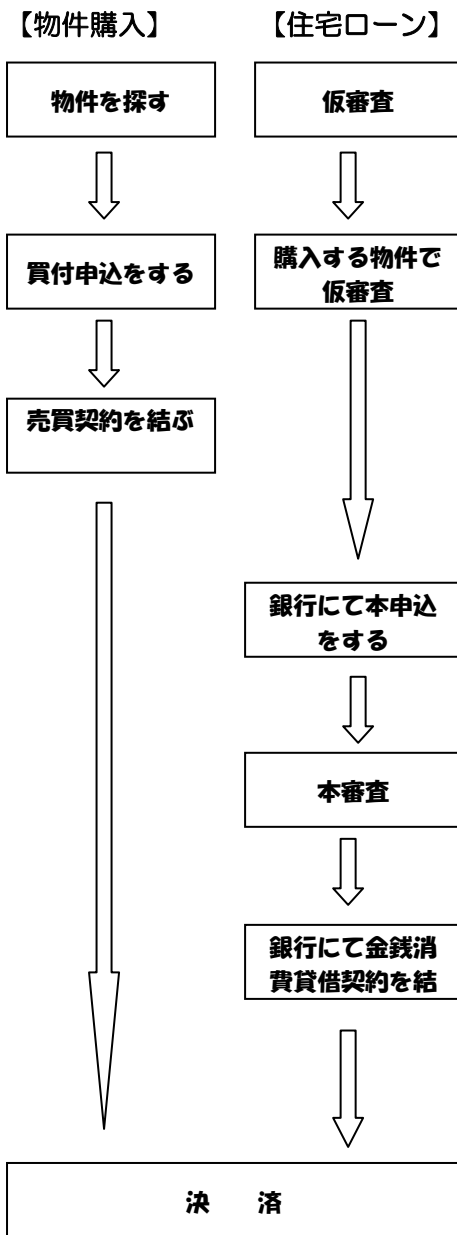 【物件購入】
【住宅ローン】
物件を探す
仮審査
買付申込をする
購入する物件で
仮審査
売買契約を結ぶ
銀行にて本申込
をする
本審査
銀行にて金銭消
費貸借契約を結
決　済